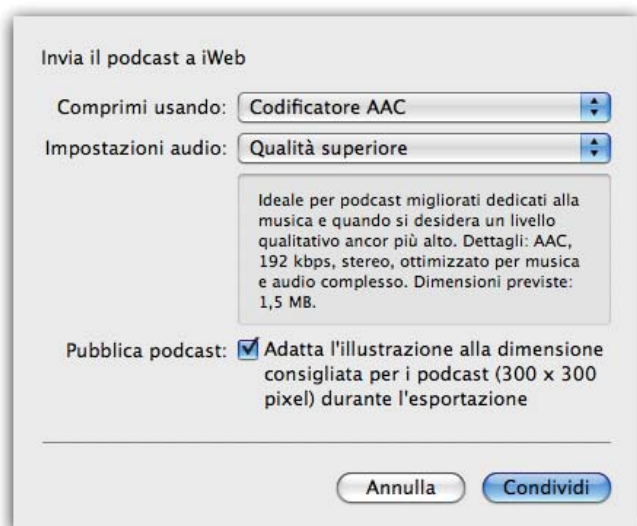 Invia il podcast a iWeb
Comprimi usando: Codificatore AAC
Impostazioni audio: Qualità superiore
Ideale per podcast migliorati dedicati alla
musica e quando si desidera un livello
qualitativo ancor più alto. Dettagli: AAC,
192 kbps, stereo, ottimizzato per musica
e audio complesso. Dimensioni previste:
1,5 MB.
Pubblica podcast: Adatta l'illustrazione alla dimensione
consigliata per i podcast (300 x 300
pixel) durante l'esportazione
Annulla Condividi